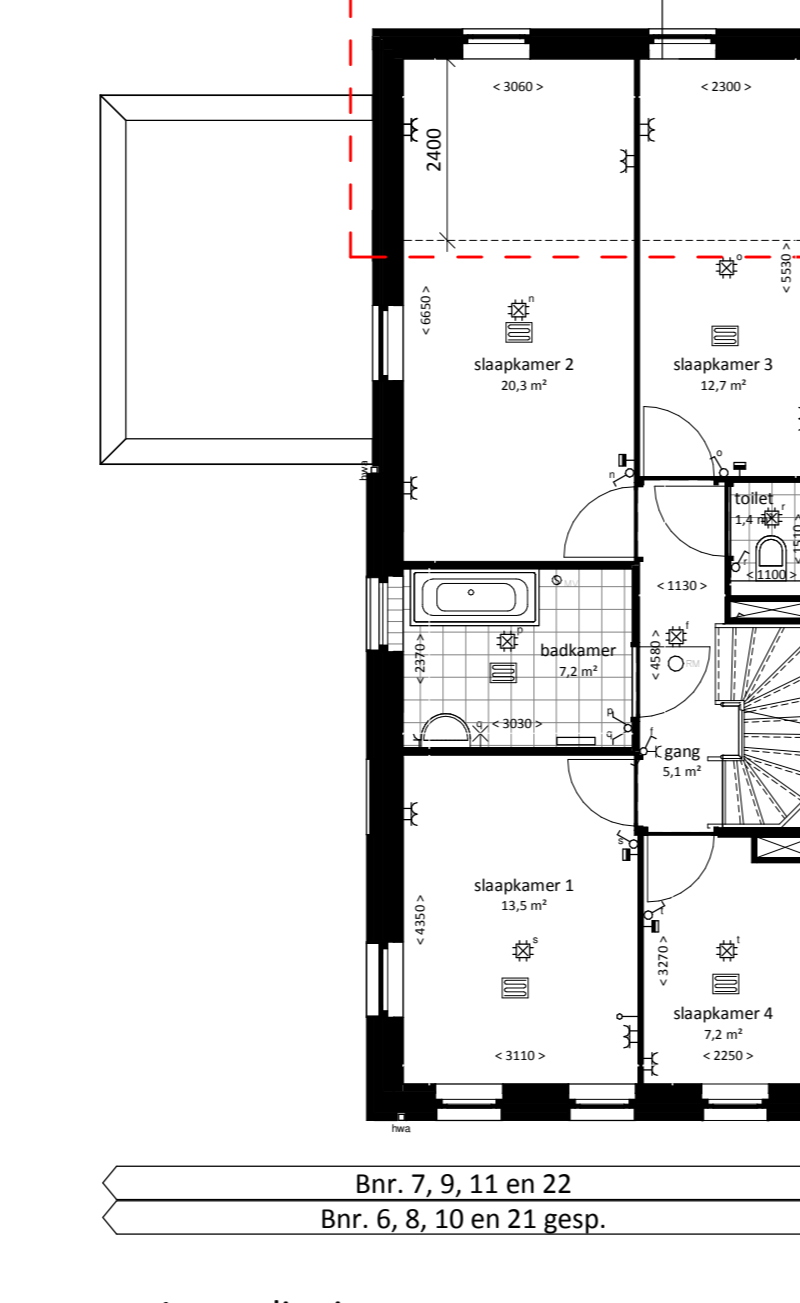 < 3060 >
< 2300 >
2400
< 5530 >
o
< 6650 >
n
slaapkamer 2
20,3 m²
slaapkamer 3
12,7 m²
hwa
n
o
toilet
1,4 m²
r
< 1510 >
r
< 1100 >
MV
< 1130 >
f
p
badkamer
7,2 m²
< 2370 >
< 4580 >
RM
< 3030 >
q
p
q
f
gang
5,1 m²
s
slaapkamer 1
13,5 m²
< 4350 >
s
t
< 3270 >
t
slaapkamer 4
7,2 m²
< 3110 >
< 2250 >
hwa
Bnr. 7, 9, 11 en 22
Bnr. 6, 8, 10 en 21 gesp.